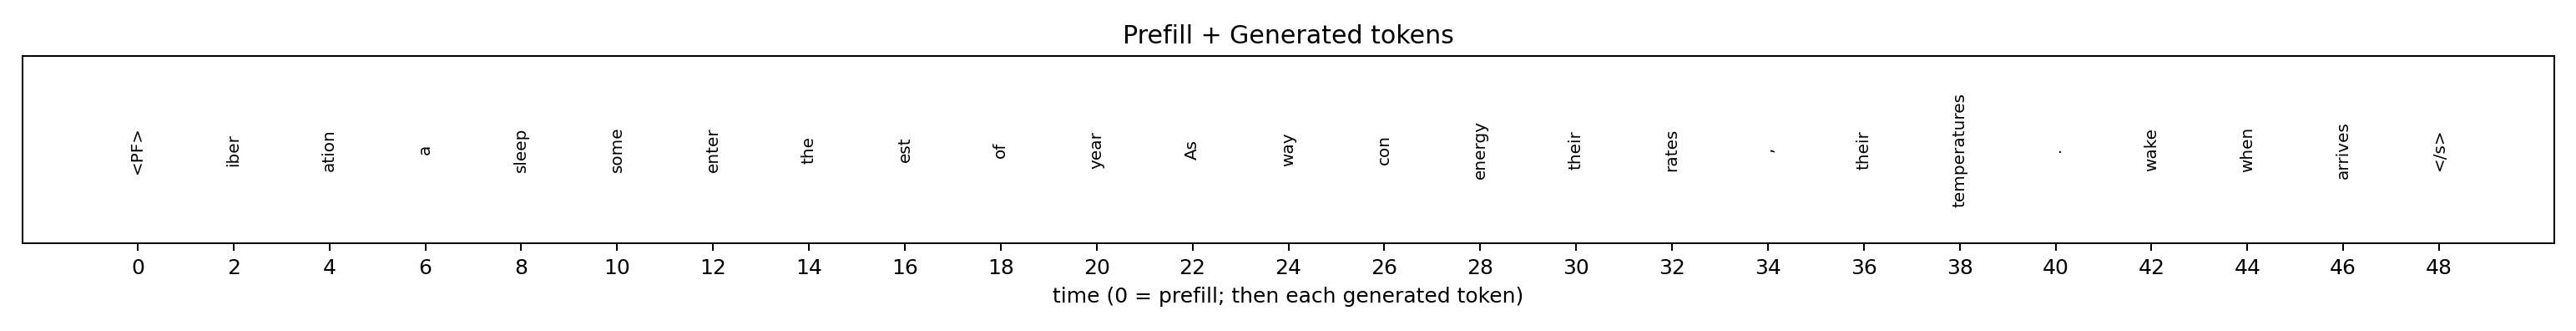 Prefill + Generated tokens
<PF> iber ation a sleep some enter the est of year As way con energy their rates , their temperatures . wake when arrives </s>
0 2 4 6 8 10 12 14 16 18 20 22 24 26 28 30 32 34 36 38 40 42 44 46 48
time (0 = prefill; then each generated token)